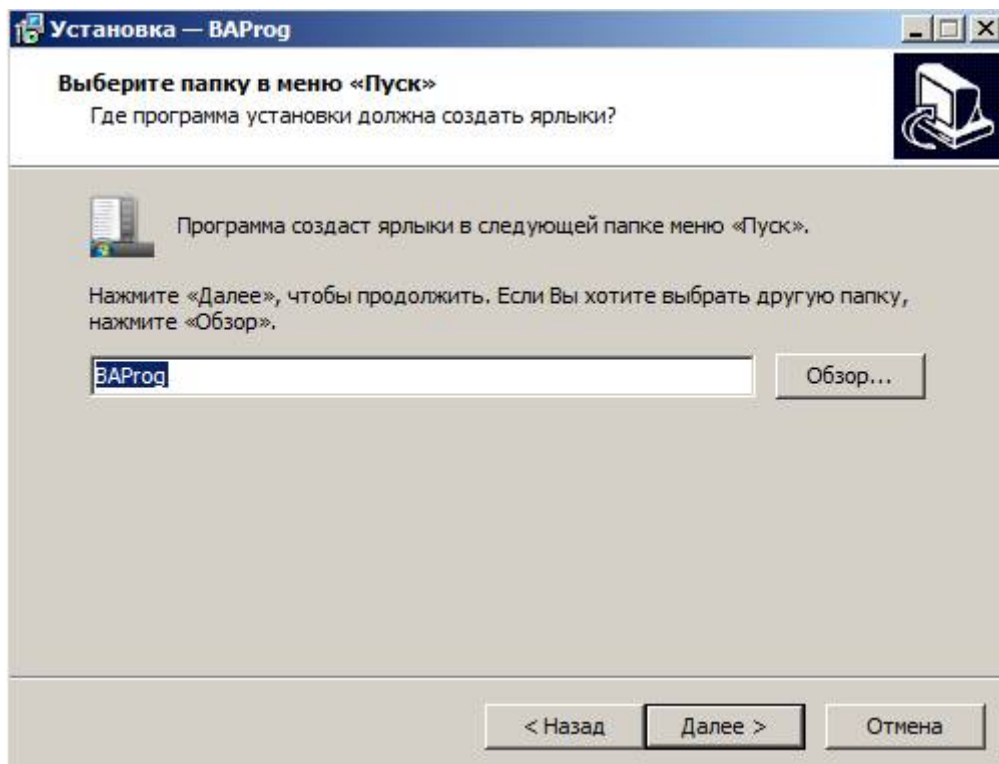 Установка — BAProg
Выберите папку в меню «Пуск»
Где программа установки должна создать ярлыки?
Программа создаст ярлыки в следующей папке меню «Пуск».
Нажмите «Далее», чтобы продолжить. Если Вы хотите выбрать другую папку,
нажмите «Обзор».
BAProg
Обзор...
< Назад
Далее >
Отмена